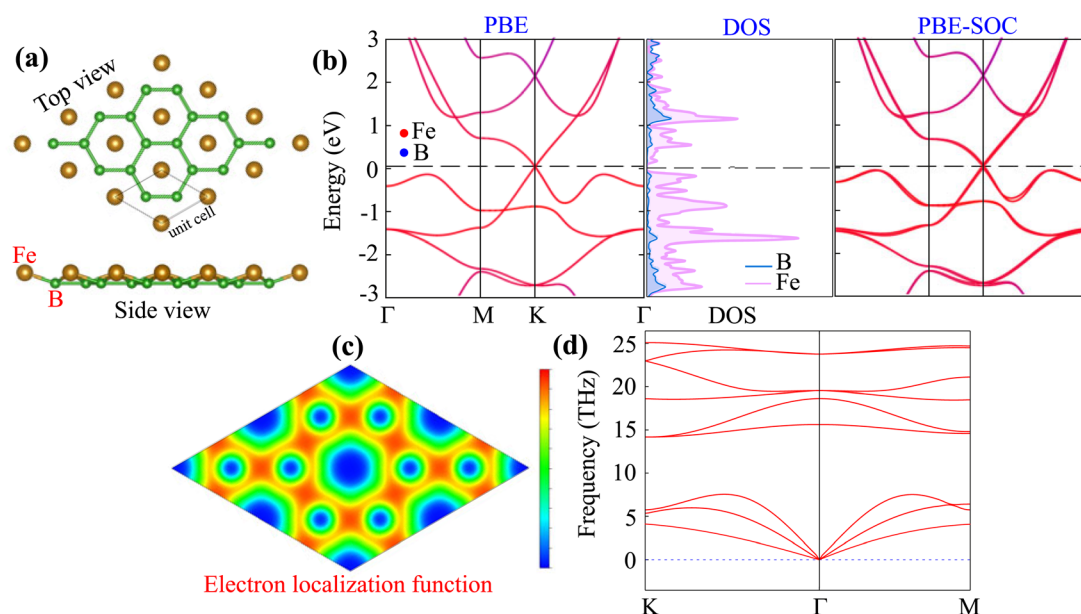 (a)
Top view
unit cell
Fe
B
Side view
(b)
PBE
DOS
PBE-SOC
Energy (eV)
3
2
1
0
-1
-2
-3
Fe
B
B
Fe
Γ
M
K
Γ
DOS
(c)
Electron localization function
(d)
Frequency (THz)
25
20
15
10
5
0
K
Γ
M